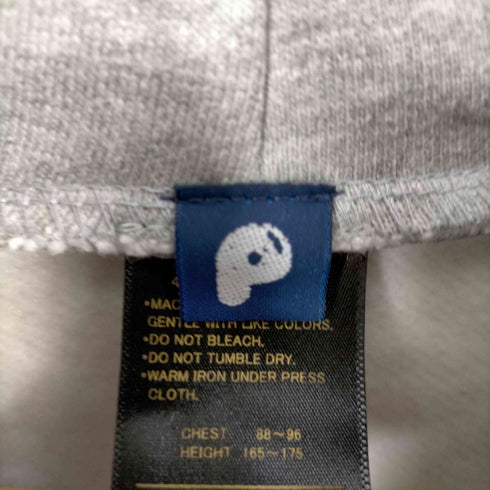 P
GENTLE WITH LIKE COLORS.
•DO NOT BLEACH.
•DO NOT TUMBLE DRY.
•WARM IRON UNDER PRESS
CLOTH.
CHEST 88～96
HEIGHT 165～175